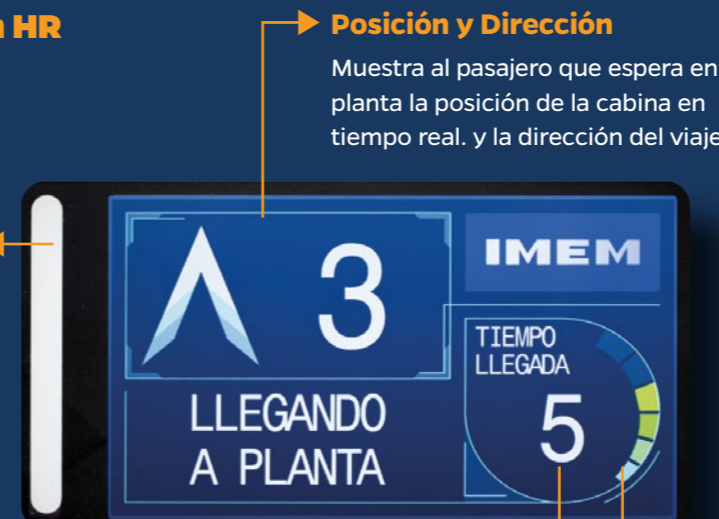 HR
Posición y Dirección
Muestra al pasajero que espera en
planta la posición de la cabina en
tiempo real. y la dirección del viaje
3
IMEM
TIEMPO
LLEGADA
5
LLEGANDO
A PLANTA